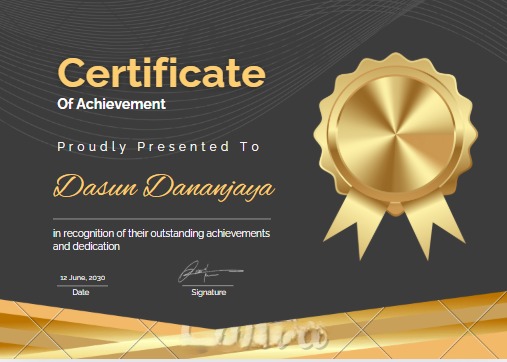 Certificate
Of Achievement
Proudly Presented To
Dasun Dananjaya
in recognition of their outstanding achievements
and dedication
12 June, 2030
Date
Signature